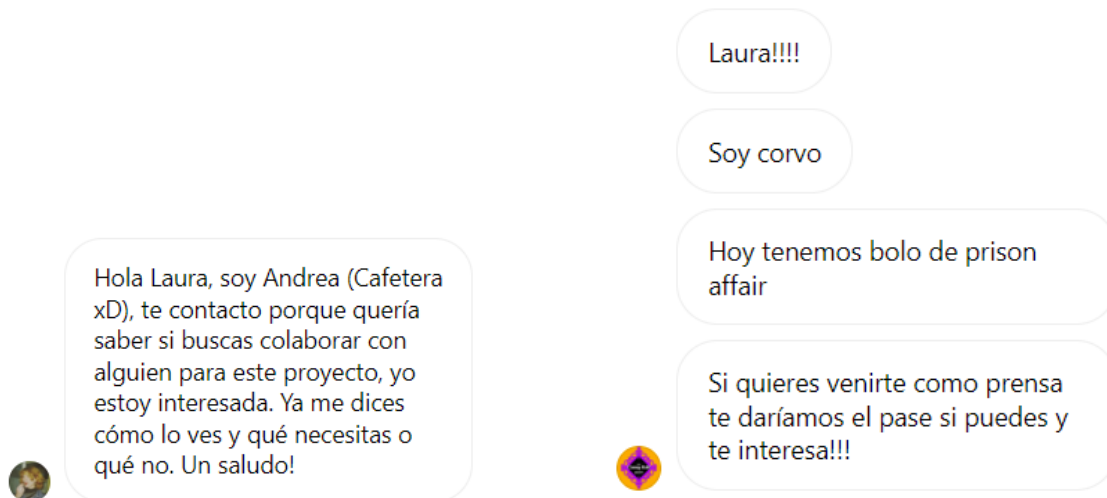 Hola Laura, soy Andrea (Cafetera
xD), te contacto porque quería
saber si buscas colaborar con
alguien para este proyecto, yo
estoy interesada. Ya me dices
cómo lo ves y qué necesitas o
qué no. Un saludo!
Laura!!!!
Soy corvo
Hoy tenemos bolo de prison
affair
Si quieres venirte como prensa
te daríamos el pase si puedes y
te interesa!!!